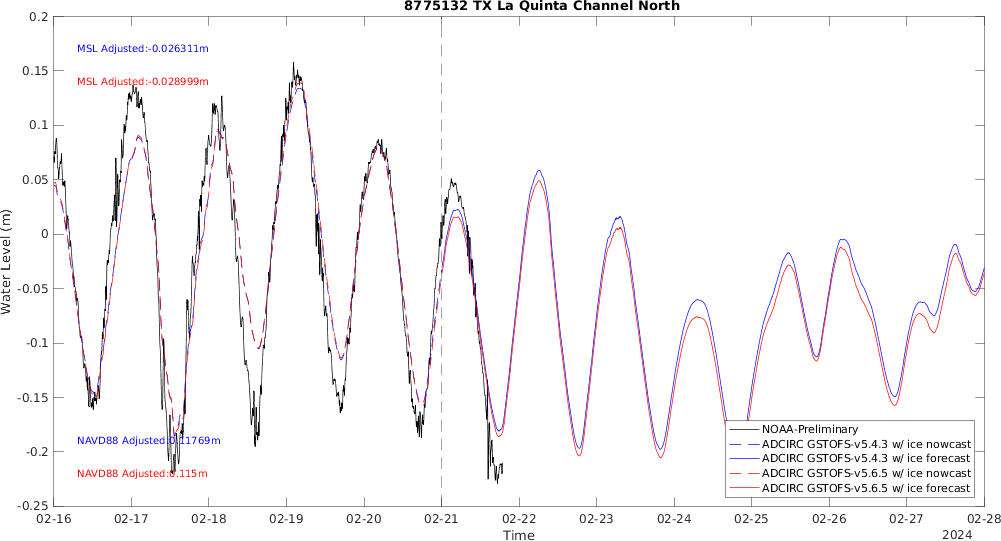 8775132 TX La Quinta Channel North
0.2
0.15
0.1
0.05
0
-0.05
-0.1
-0.15
-0.2
-0.25
Water Level (m)
MSL Adjusted:-0.026311m
MSL Adjusted:-0.028999m
NAVD88 Adjusted:0.11769m
NAVD88 Adjusted:0.115m
NOAA-Preliminary
ADCIRC GSTOFS-v5.4.3 w/ ice nowcast
ADCIRC GSTOFS-v5.4.3 w/ ice forecast
ADCIRC GSTOFS-v5.6.5 w/ ice nowcast
ADCIRC GSTOFS-v5.6.5 w/ ice forecast
02-16 02-17 02-18 02-19 02-20 02-21 02-22 02-23 02-24 02-25 02-26 02-27 02-28
Time
2024